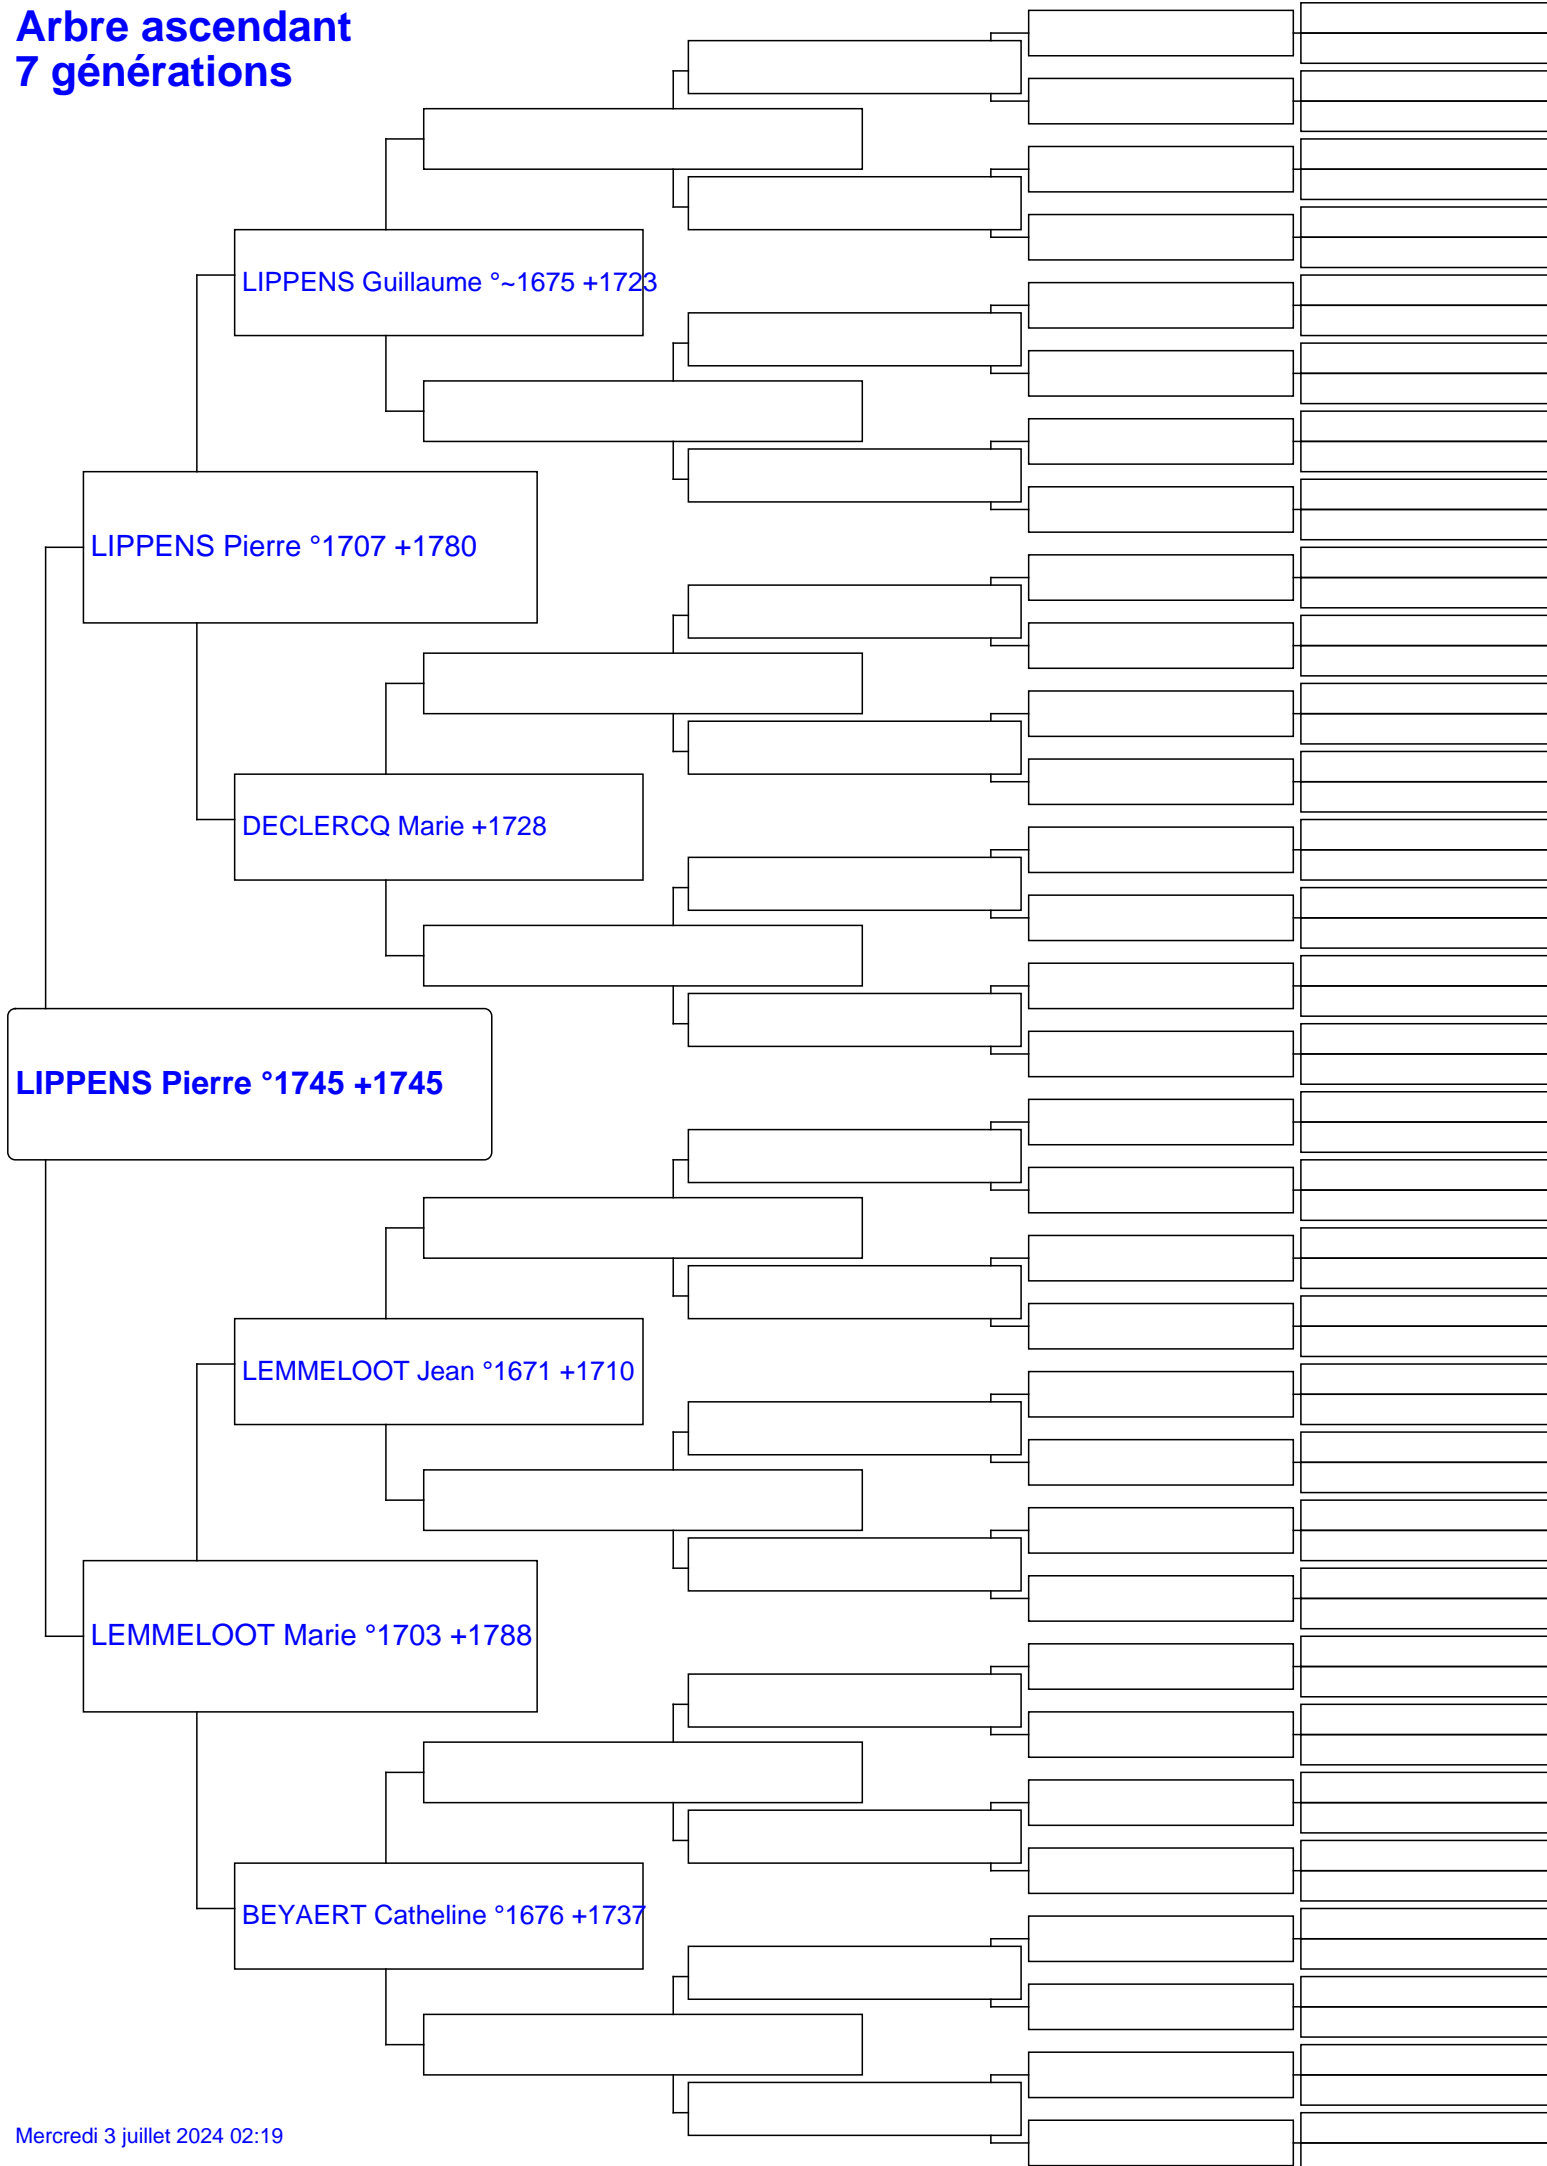 Arbre ascendant
7 générations
LIPPENS Guillaume °~1675 +1723
LIPPENS Pierre °1707 +1780
DECLERCQ Marie +1728
LIPPENS Pierre °1745 +1745
LEMMELOOT Jean °1671 +1710
LEMMELOOT Marie °1703 +1788
BEYAERT Catheline °1676 +1737
Mercredi 3 juillet 2024 02:19